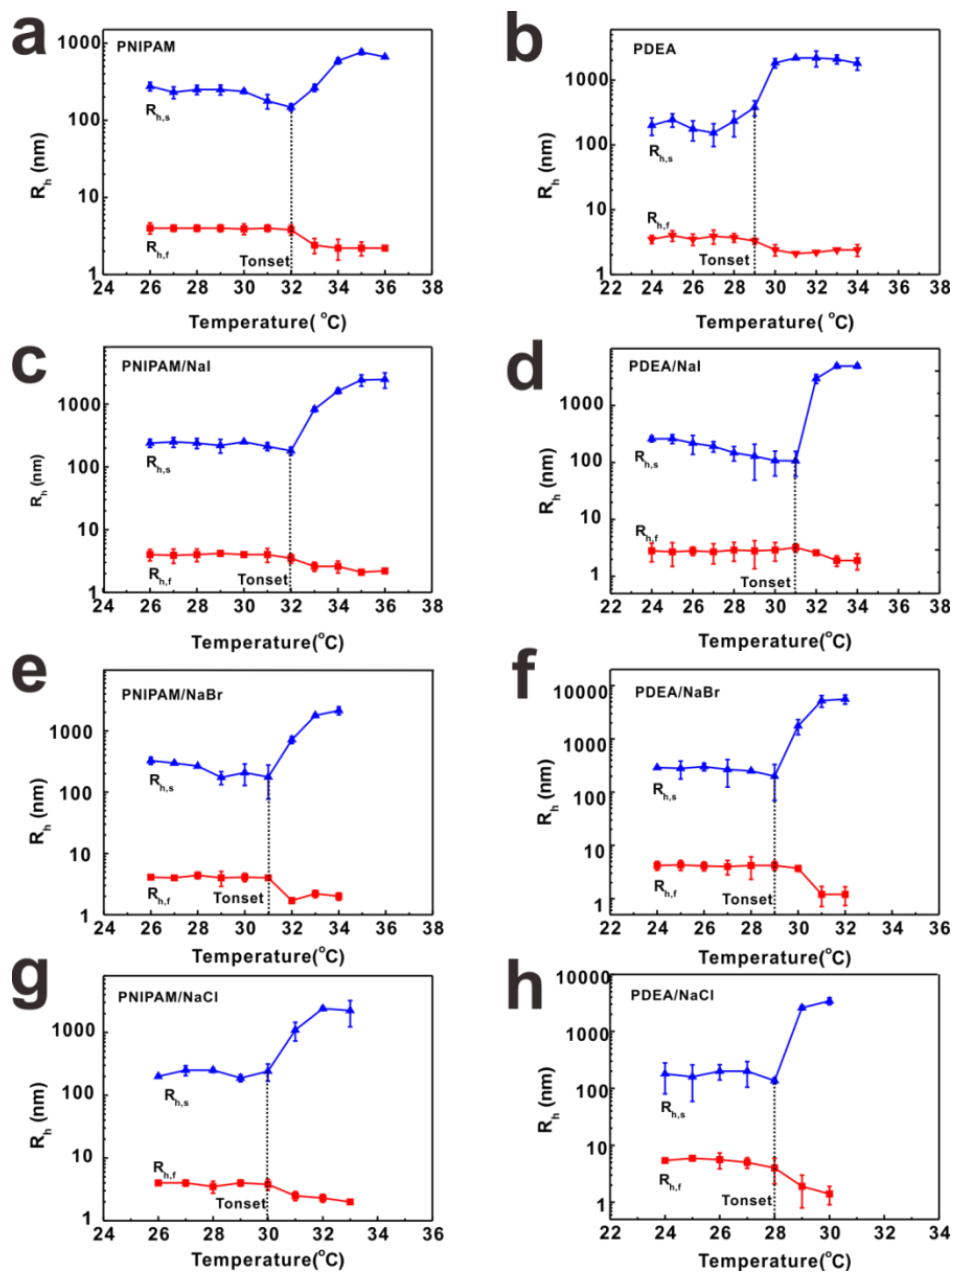 a
PNIPAM
1000
100
10
1
R_h (nm)
R_h,s
R_h,f
Tonset
24 26 28 30 32 34 36 38
Temperature( °C)
b
PDEA
1000
100
10
1
R_h (nm)
R_h,s
R_h,f
Tonset
22 24 26 28 30 32 34 36 38
Temperature( °C)
c
PNIPAM/NaI
1000
100
10
1
R_h (nm)
R_h,s
R_h,f
Tonset
24 26 28 30 32 34 36 38
Temperature(°C)
d
PDEA/NaI
1000
100
10
1
R_h (nm)
R_h,s
R_h,f
Tonset
22 24 26 28 30 32 34 36 38
Temperature(°C)
e
PNIPAM/NaBr
1000
100
10
1
R_h (nm)
R_h,s
R_h,f
Tonset
24 26 28 30 32 34 36 38
Temperature(°C)
f
PDEA/NaBr
10000
1000
100
10
1
R_h (nm)
R_h,s
R_h,f
Tonset
22 24 26 28 30 32 34 36
Temperature(°C)
g
PNIPAM/NaCl
1000
100
10
1
R_h (nm)
R_h,s
R_h,f
Tonset
24 26 28 30 32 34 36
Temperature(°C)
h
PDEA/NaCl
10000
1000
100
10
1
R_h (nm)
R_h,s
R_h,f
Tonset
22 24 26 28 30 32 34
Temperature(°C)